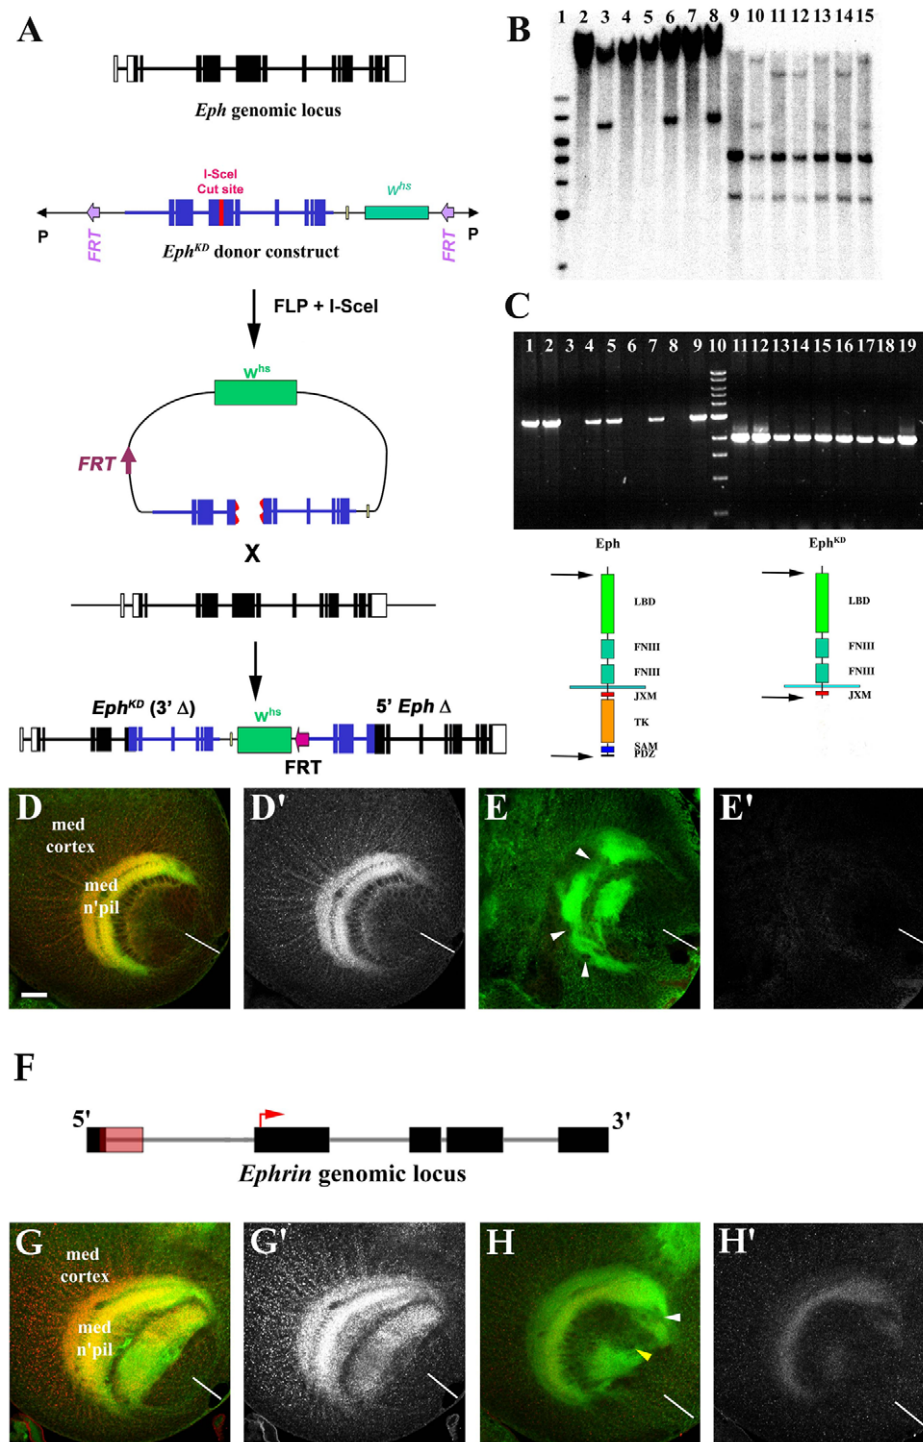 A
Eph genomic locus
I-SceI
Cut site
W^hs
P
FRT
Eph^KD donor construct
FRT
P
FLP + I-SceI
W^hs
FRT
X
Eph^KD (3' Δ)
W^hs
5' Eph Δ
FRT
B
1 2 3 4 5 6 7 8 9 10 11 12 13 14 15
C
1 2 3 4 5 6 7 8 9 10 11 12 13 14 15 16 17 18 19
Eph
LBD
FNIII
FNIII
JXM
TK
SAM
PDZ
Eph^KD
LBD
FNIII
FNIII
JXM
D
med
cortex
med
n'pil
D'
E
E'
F
5'
3'
Ephrin genomic locus
G
med
cortex
med
n'pil
G'
H
H'